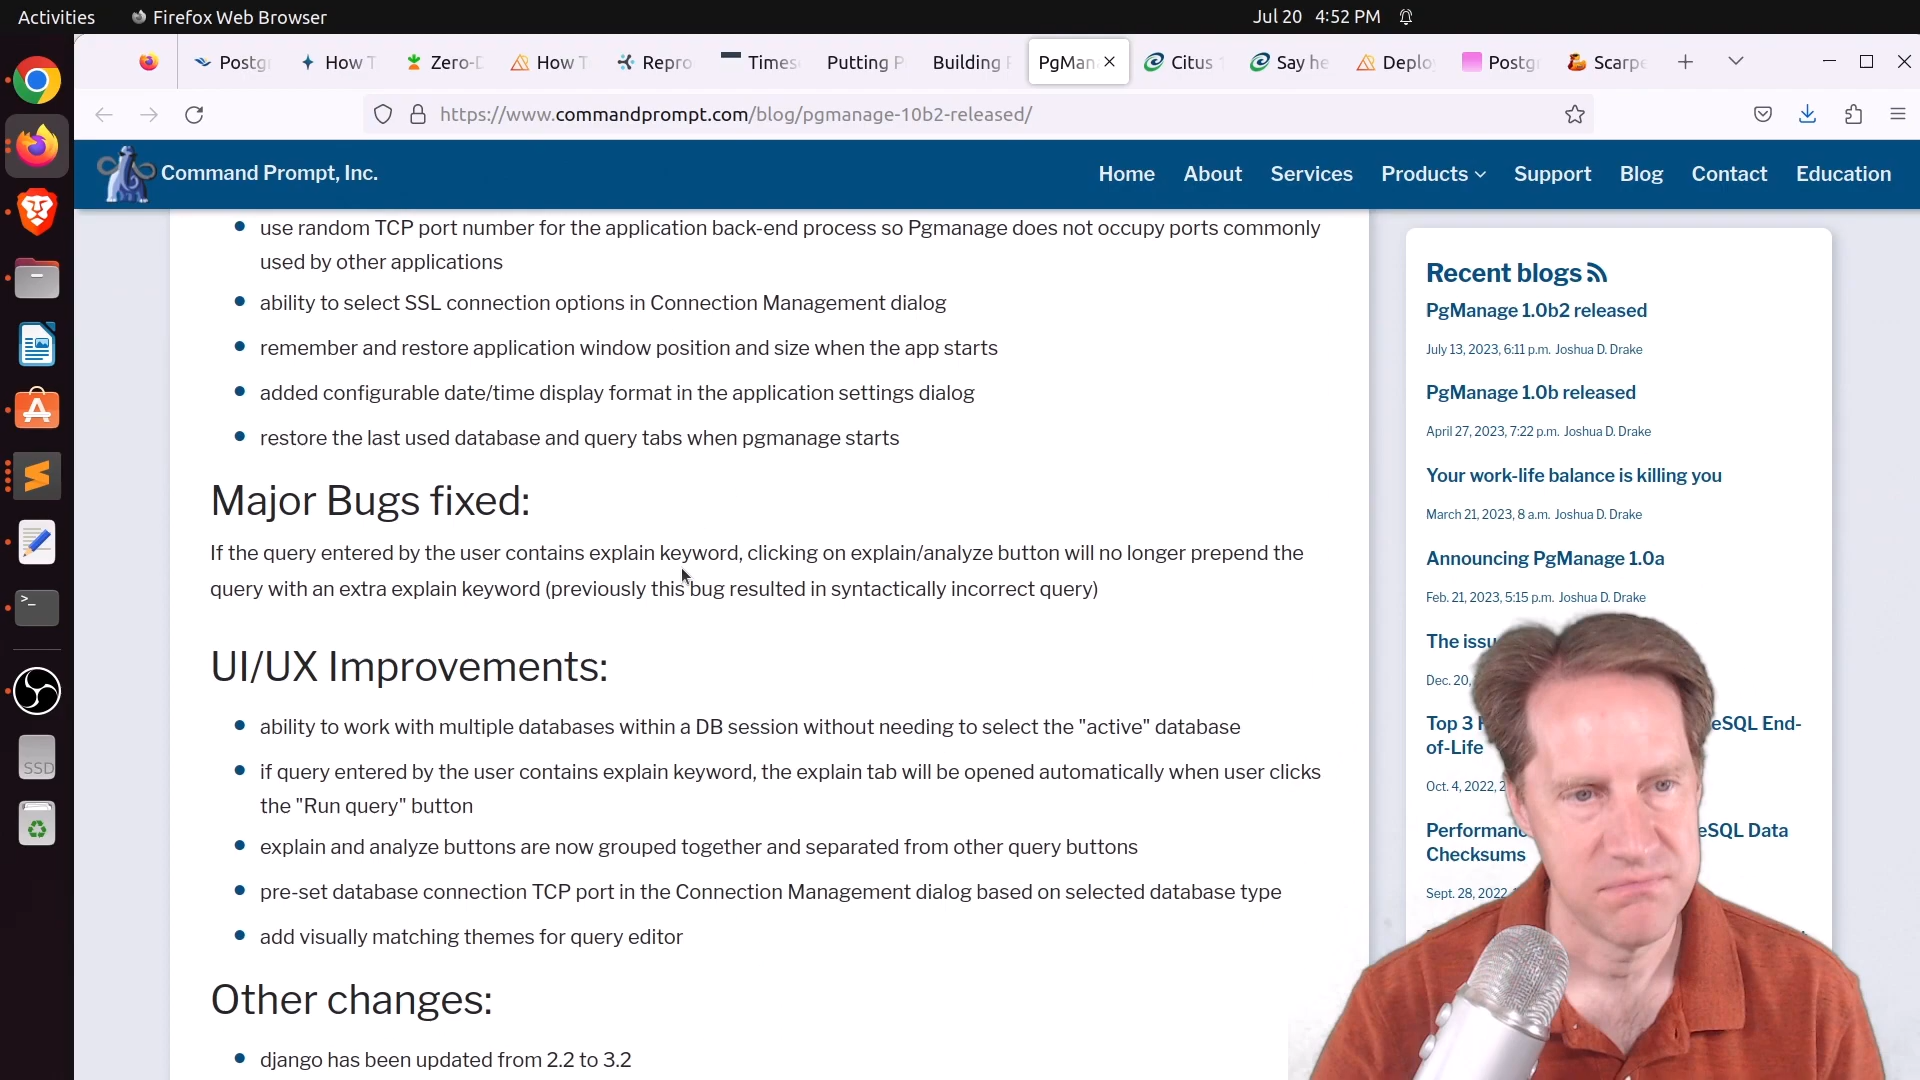 Activities
Firefox Web Browser
Jul 20 4:52 PM
Postg
How T
Zero-D
How T
Repro
Times
Putting P
Building
PgMan
Citus
Say he
Deplo
Postg
Scarpe
https://www.commandprompt.com/blog/pgmanage-10b2-released/
Command Prompt, Inc.
Home About Services Products Support Blog Contact Education
use random TCP port number for the application back-end process so Pgmanage does not occupy ports commonly
used by other applications
ability to select SSL connection options in Connection Management dialog
remember and restore application window position and size when the app starts
added configurable date/time display format in the application settings dialog
restore the last used database and query tabs when pgmanage starts
Major Bugs fixed:
If the query entered by the user contains explain keyword, clicking on explain/analyze button will no longer prepend the
query with an extra explain keyword (previously this bug resulted in syntactically incorrect query)
UI/UX Improvements:
ability to work with multiple databases within a DB session without needing to select the "active" database
if query entered by the user contains explain keyword, the explain tab will be opened automatically when user clicks
the "Run query" button
explain and analyze buttons are now grouped together and separated from other query buttons
pre-set database connection TCP port in the Connection Management dialog based on selected database type
add visually matching themes for query editor
Other changes:
django has been updated from 2.2 to 3.2
Recent blogs
PgManage 1.0b2 released
July 13, 2023, 6:11 p.m. Joshua D. Drake
PgManage 1.0b released
April 27, 2023, 7:22 p.m. Joshua D. Drake
Your work-life balance is killing you
March 21, 2023, 8 a.m. Joshua D. Drake
Announcing PgManage 1.0a
Feb. 21, 2023, 5:15 p.m. Joshua D. Drake
The issu
Dec. 20,
Top 3 eSQL End-
of-Life
Oct. 4, 2022, 2
Performanc eSQL Data
Checksums
Sept. 28, 2022,
SSD